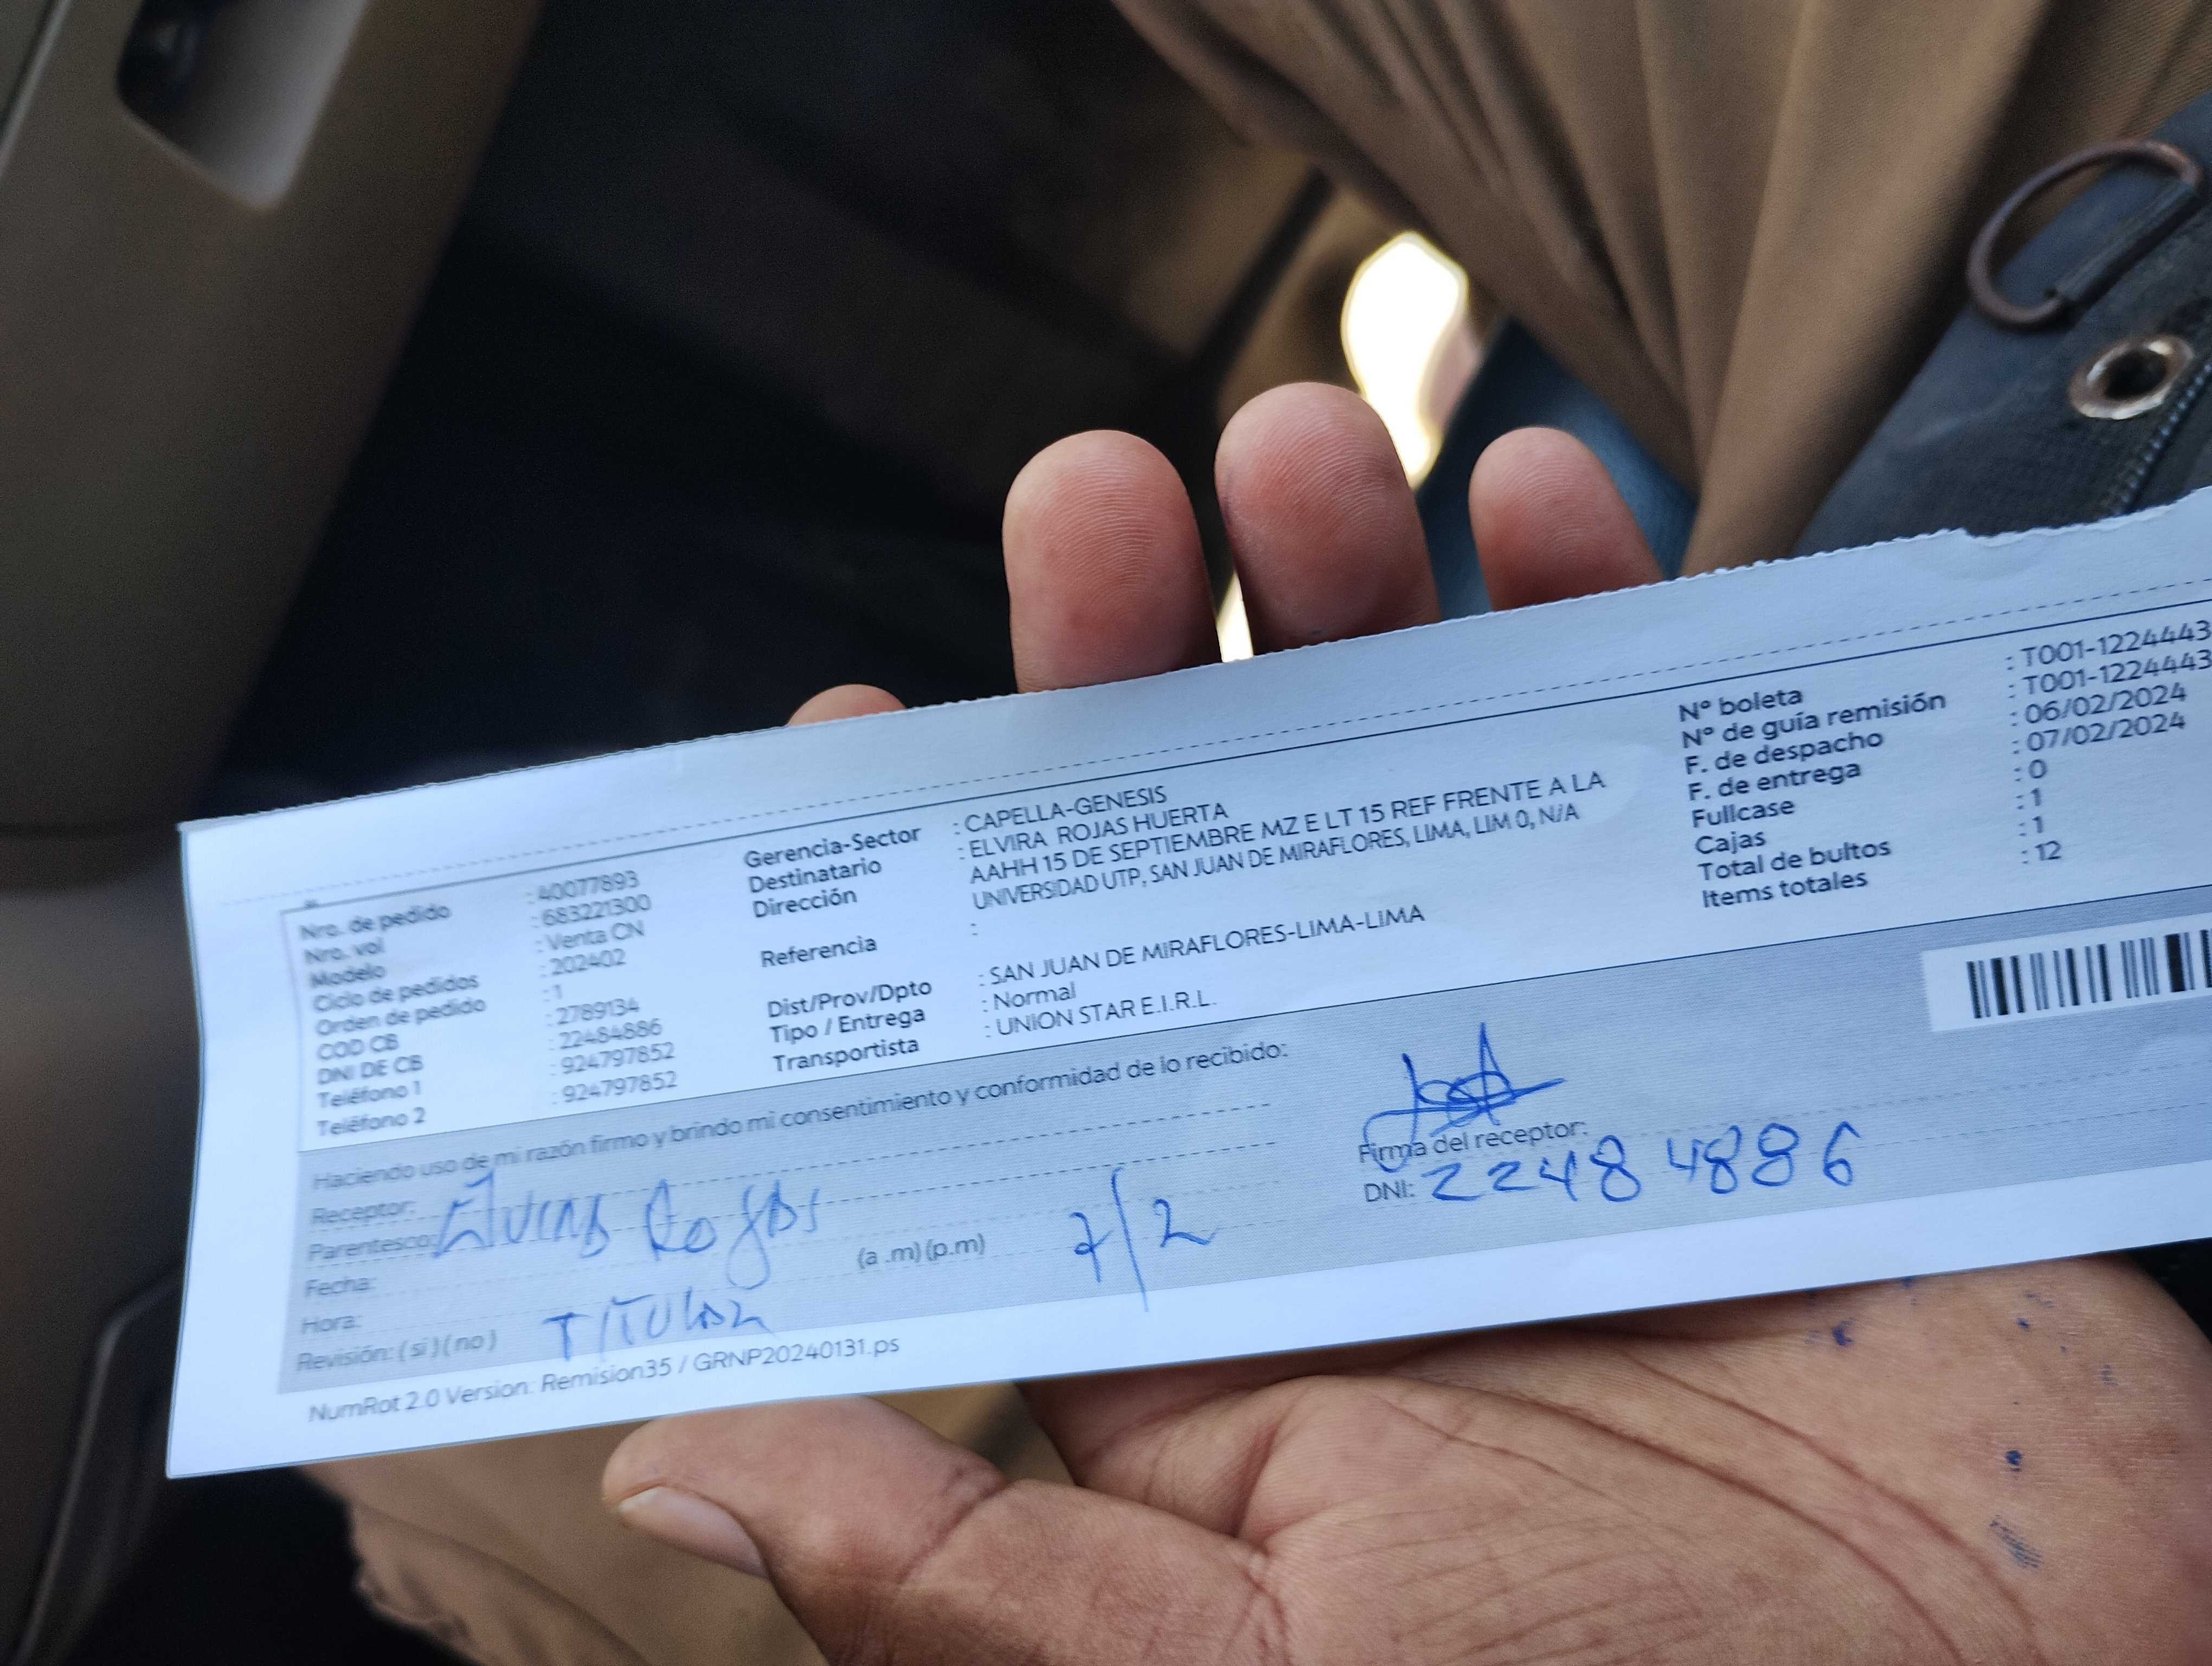 Nro. de pedido : 40077893
Nro. vol : 683221300
Modelo : Venta CN
Ciclo de pedidos : 202402
Orden de pedido : 1
COD CB : 2789134
DNI DE CB : 22484886
Teléfono 1 : 924797852
Teléfono 2 : 924797852
Gerencia-Sector : CAPELLA-GENESIS
Destinatario : ELVIRA ROJAS HUERTA
Dirección AAHH 15 DE SEPTIEMBRE MZ E LT 15 REF FRENTE A LA
UNIVERSIDAD UTP, SAN JUAN DE MIRAFLORES, LIMA, LIM 0, N/A
Referencia :
Dist/Prov/Dpto : SAN JUAN DE MIRAFLORES-LIMA-LIMA
Tipo / Entrega : Normal
Transportista : UNION STAR E.I.R.L.
N° boleta : T001-1224443
N° de guía remisión : T001-1224443
F. de despacho : 06/02/2024
F. de entrega : 07/02/2024
Fullcase : 0
Cajas : 1
Total de bultos : 1
Items totales : 12
Haciendo uso de mi razón firmo y brindo mi consentimiento y conformidad de lo recibido:
Receptor: Elvira Rojas
Parentesco:
Fecha:
Hora: (a .m) (p.m) 7/2
Revisión: ( si ) ( no ) TITULAR
Firma del receptor:
DNI: 22484886
NumRot 2.0 Version: Remision35 / GRNP20240131.ps